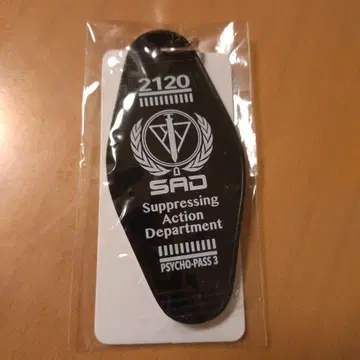 2120
SAD
Suppressing
Action
Department
PSYCHO-PASS 3